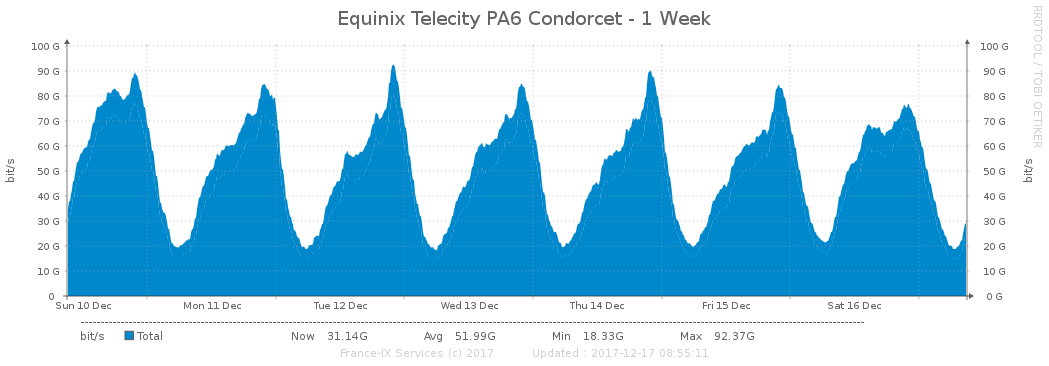 Equinix Telecity PA6 Condorcet - 1 Week
RRDTOOL / TOBI OETIKER
bit/s
100 G
90 G
80 G
70 G
60 G
50 G
40 G
30 G
20 G
10 G
0
100 G
90 G
80 G
70 G
60 G
50 G
40 G
30 G
20 G
10 G
0 G
bit/s
Sun 10 Dec Mon 11 Dec Tue 12 Dec Wed 13 Dec Thu 14 Dec Fri 15 Dec Sat 16 Dec
bit/s Total Now 31.14G Avg 51.99G Min 18.33G Max 92.37G
France-IX Services (c) 2017 Updated : 2017-12-17 08:55:11